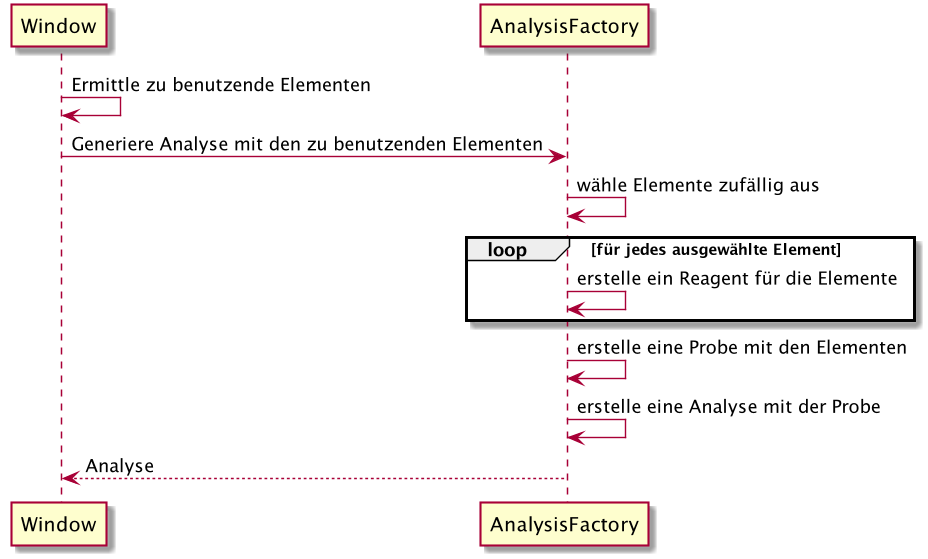 Window
AnalysisFactory
Ermittle zu benutzende Elementen
Generiere Analyse mit den zu benutzenden Elementen
wähle Elemente zufällig aus
loop
[für jedes ausgewählte Element]
erstelle ein Reagent für die Elemente
erstelle eine Probe mit den Elementen
erstelle eine Analyse mit der Probe
Analyse
Window
AnalysisFactory